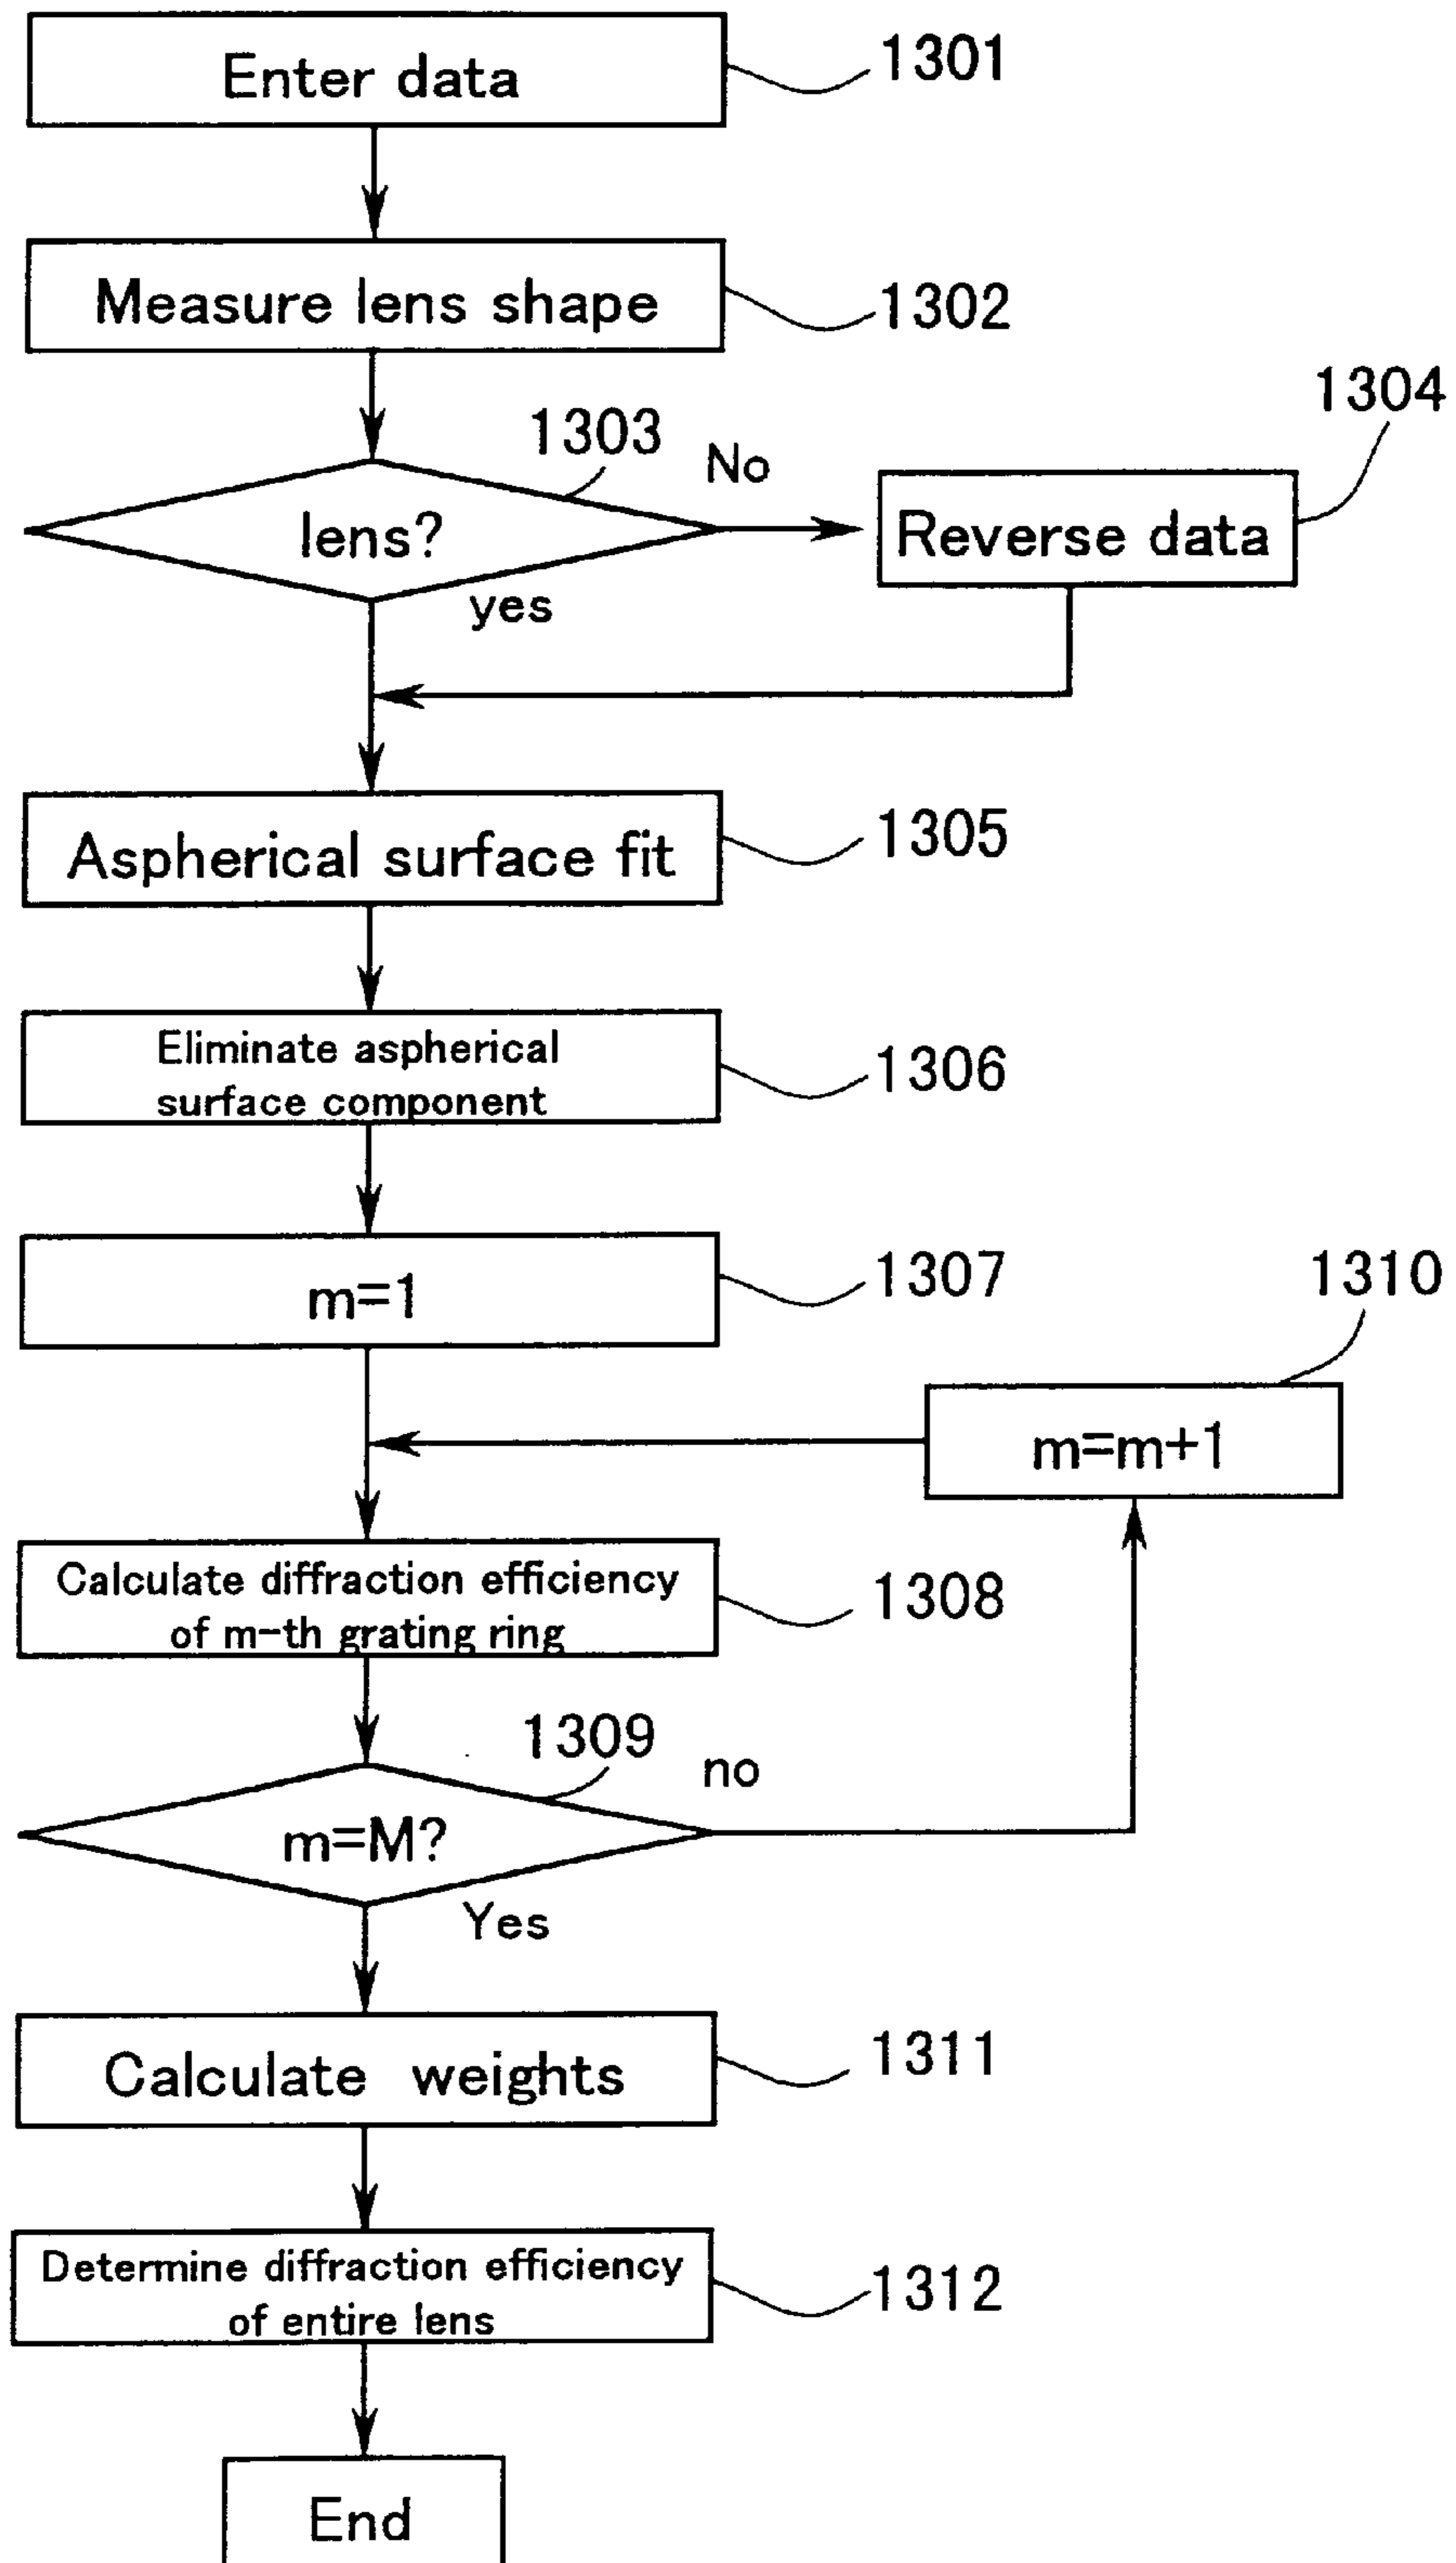 Enter data
1301
Measure lens shape
1302
1303
lens?
No
yes
1304
Reverse data
Aspherical surface fit
1305
Eliminate aspherical
surface component
1306
m=1
1307
1310
m=m+1
Calculate diffraction efficiency
of m-th grating ring
1308
1309
m=M?
no
Yes
Calculate weights
1311
Determine diffraction efficiency
of entire lens
1312
End